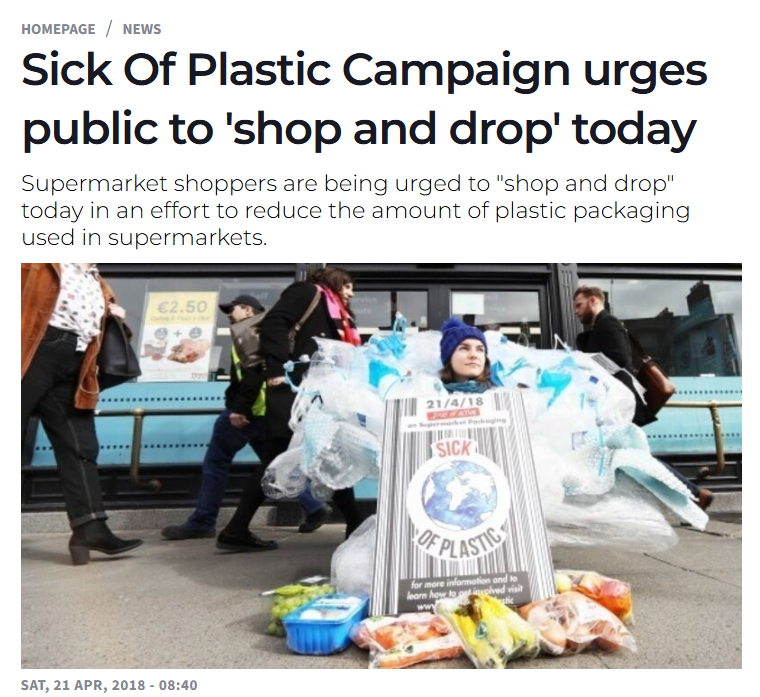 HOMEPAGE / NEWS
Sick Of Plastic Campaign urges
public to 'shop and drop' today
Supermarket shoppers are being urged to "shop and drop"
today in an effort to reduce the amount of plastic packaging
used in supermarkets.
€2.50
21/4/18
on Supermarket Packaging
SICK
OF PLASTIC
for more information and to
learn how to get involved visit
www
SAT, 21 APR, 2018 - 08:40